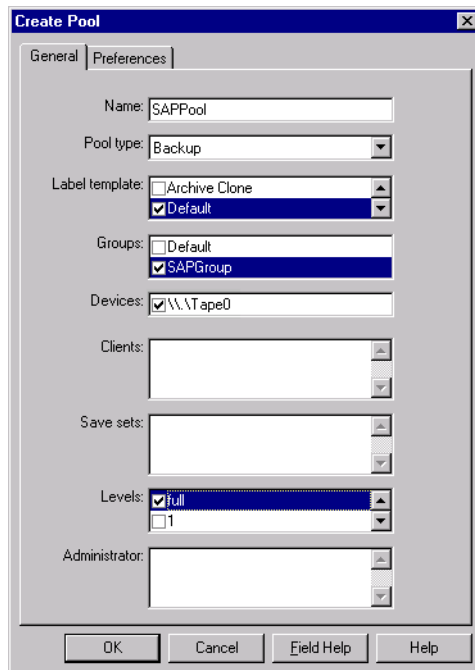 Create Pool
General Preferences
Name: SAPPool
Pool type: Backup
Label template: Archive Clone
Default
Groups: Default
SAPGroup
Devices: \\.\Tape0
Clients:
Save sets:
Levels: full
1
Administrator:
OK Cancel Field Help Help